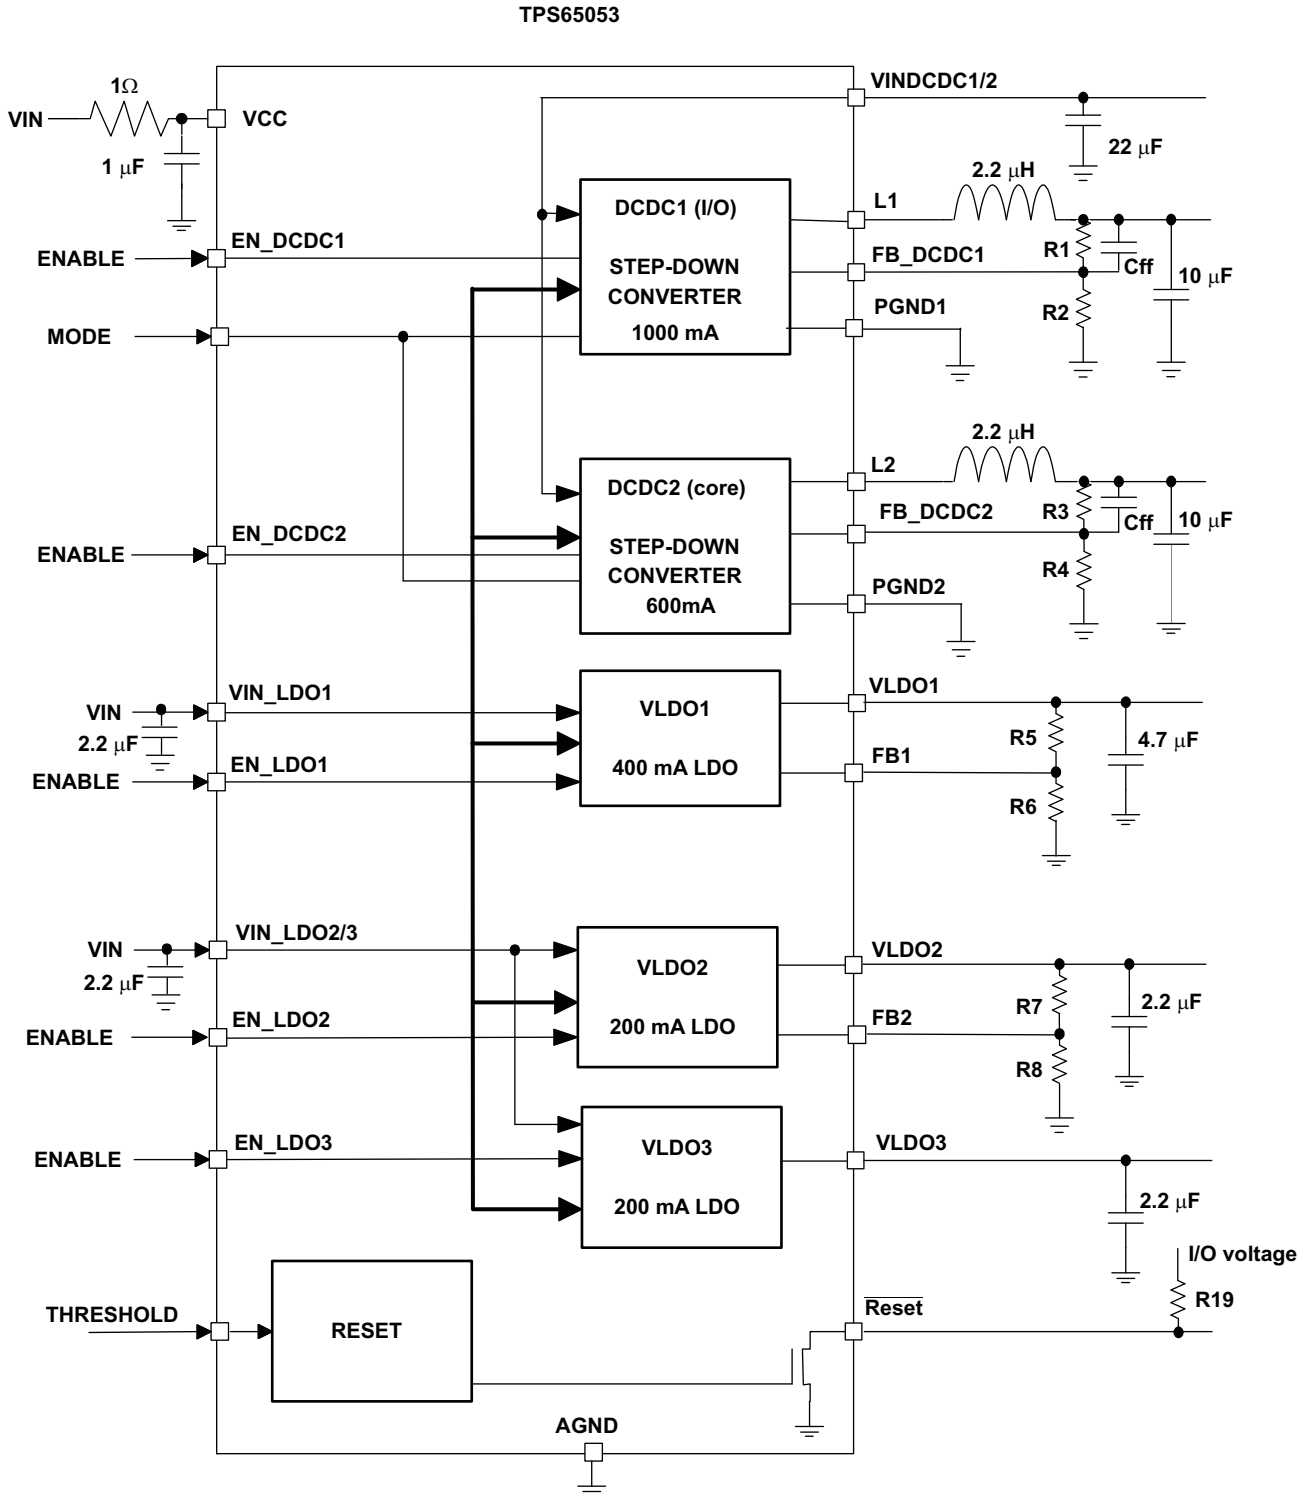 TPS65053
1Ω
VIN
VCC
1 μF
VINDCDC1/2
22 μF
2.2 μH
DCDC1 (I/O)
STEP-DOWN
CONVERTER
1000 mA
L1
R1
Cff
10 μF
ENABLE
EN_DCDC1
FB_DCDC1
R2
MODE
PGND1
2.2 μH
DCDC2 (core)
STEP-DOWN
CONVERTER
600mA
L2
R3
Cff
10 μF
ENABLE
EN_DCDC2
FB_DCDC2
R4
PGND2
VIN
VIN_LDO1
2.2 μF
VLDO1
400 mA LDO
VLDO1
R5
4.7 μF
ENABLE
EN_LDO1
FB1
R6
VIN
VIN_LDO2/3
2.2 μF
VLDO2
200 mA LDO
VLDO2
R7
2.2 μF
ENABLE
EN_LDO2
FB2
R8
ENABLE
EN_LDO3
VLDO3
200 mA LDO
VLDO3
2.2 μF
I/O voltage
R19
THRESHOLD
RESET
Reset
AGND